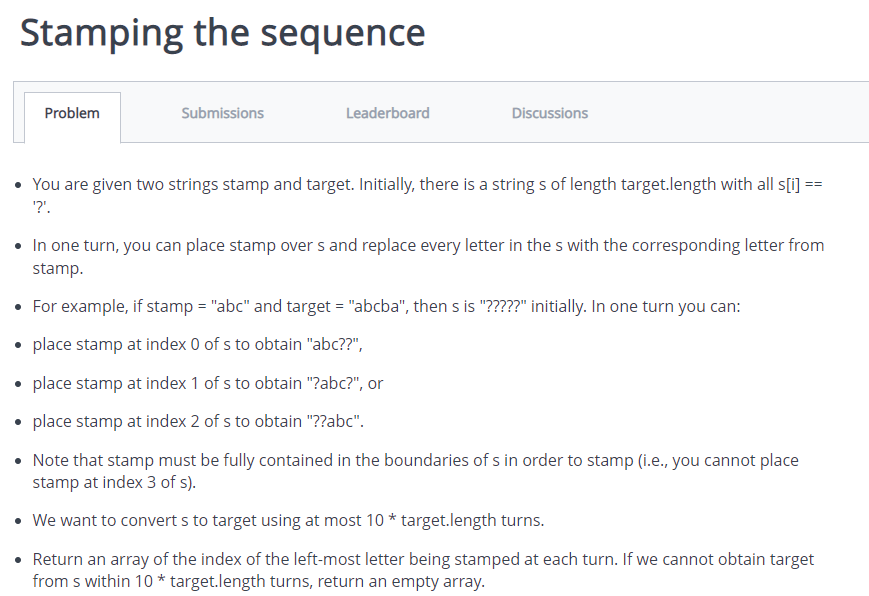 Stamping the sequence
Problem
Submissions
Leaderboard
Discussions
• You are given two strings stamp and target. Initially, there is a string s of length target.length with all s[i] ==
'?'.
• In one turn, you can place stamp over s and replace every letter in the s with the corresponding letter from
stamp.
• For example, if stamp = "abc" and target = "abcba", then s is "?????" initially. In one turn you can:
• place stamp at index 0 of s to obtain "abc??",
• place stamp at index 1 of s to obtain "?abc?", or
• place stamp at index 2 of s to obtain "??abc".
• Note that stamp must be fully contained in the boundaries of s in order to stamp (i.e., you cannot place
stamp at index 3 of s).
• We want to convert s to target using at most 10 * target.length turns.
• Return an array of the index of the left-most letter being stamped at each turn. If we cannot obtain target
from s within 10 * target.length turns, return an empty array.